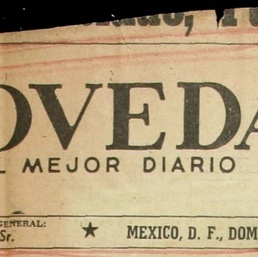 OVEDA
L MEJOR DIARIO
GENERAL:
Sr. ★ MEXICO, D. F., DOM